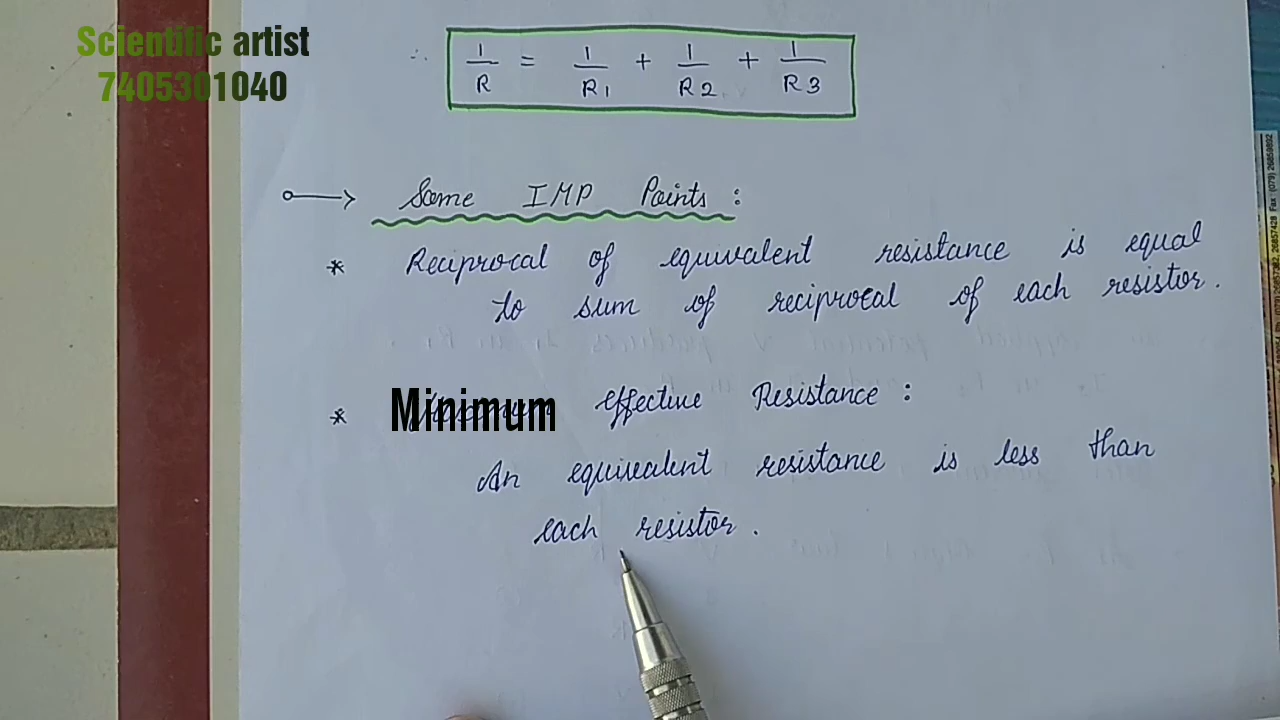 Scientific artist
7405301040
∴ 1/R = 1/R1 + 1/R2 + 1/R3
Some IMP Points :
* Reciprocal of equivalent resistance is equal
to sum of reciprocal of each resistor.
* Minimum effective Resistance :
An equivalent resistance is less than
each resistor.